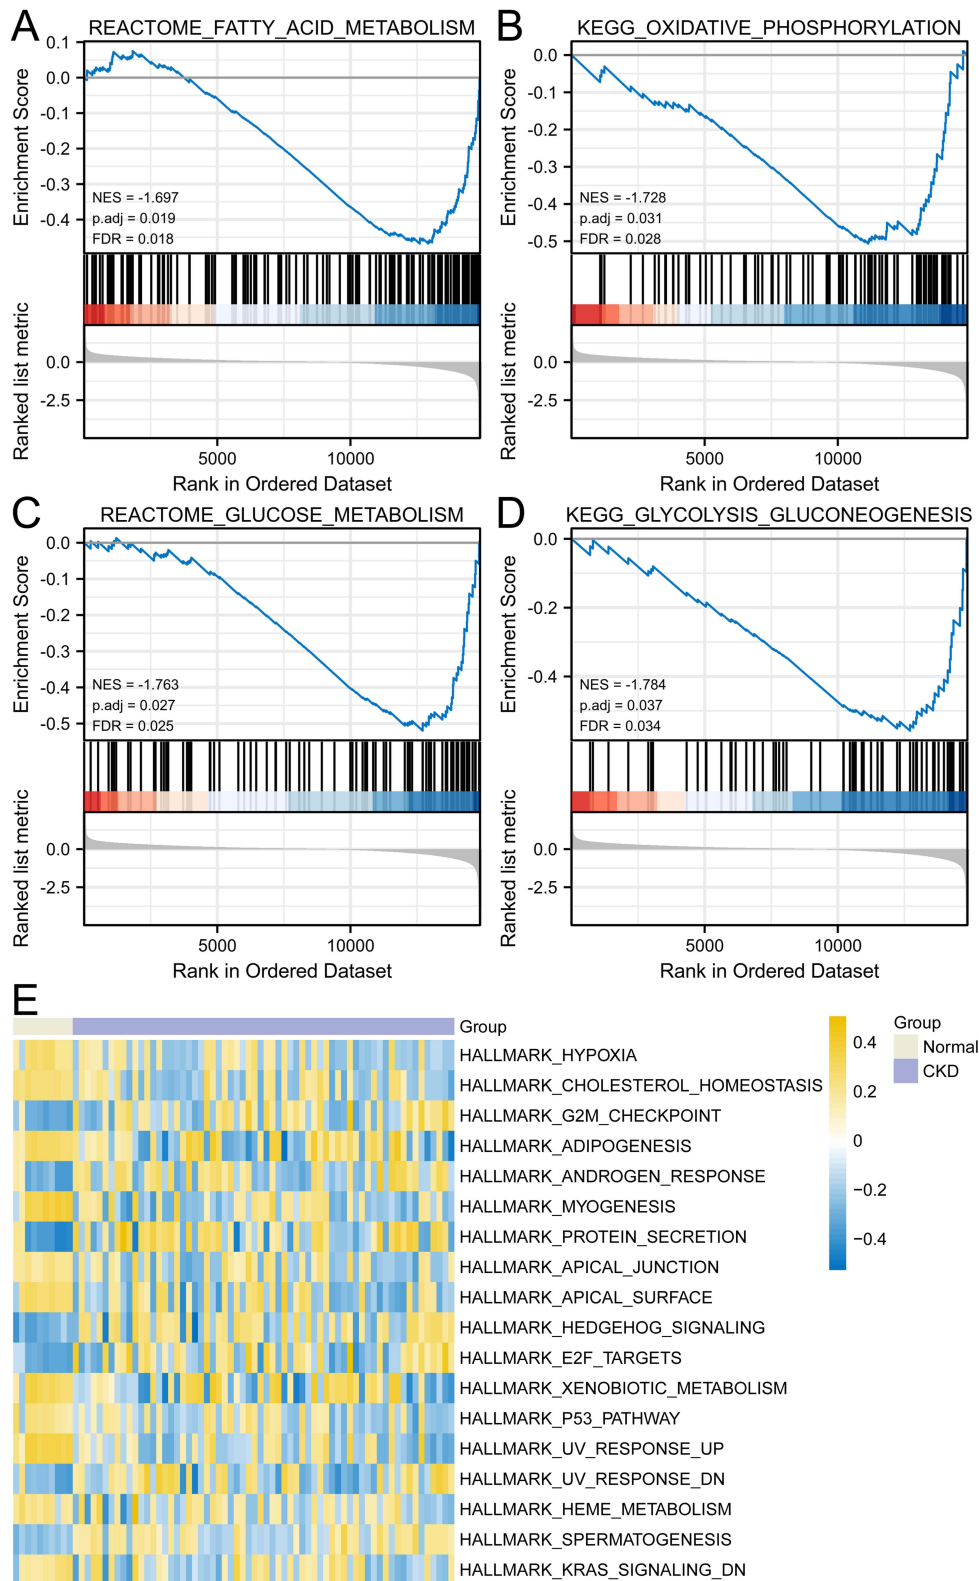 A
REACTOME_FATTY_ACID_METABOLISM
0.1
0.0
-0.1
-0.2
-0.3
-0.4
Enrichment Score
NES = -1.697
p.adj = 0.019
FDR = 0.018
0.0
-2.5
Ranked list metric
5000 10000
Rank in Ordered Dataset
B
KEGG_OXIDATIVE_PHOSPHORYLATION
0.0
-0.1
-0.2
-0.3
-0.4
-0.5
Enrichment Score
NES = -1.728
p.adj = 0.031
FDR = 0.028
0.0
-2.5
Ranked list metric
5000 10000
Rank in Ordered Dataset
C
REACTOME_GLUCOSE_METABOLISM
0.0
-0.1
-0.2
-0.3
-0.4
-0.5
Enrichment Score
NES = -1.763
p.adj = 0.027
FDR = 0.025
0.0
-2.5
Ranked list metric
5000 10000
Rank in Ordered Dataset
D
KEGG_GLYCOLYSIS_GLUCONEOGENESIS
0.0
-0.2
-0.4
Enrichment Score
NES = -1.784
p.adj = 0.037
FDR = 0.034
0.0
-2.5
Ranked list metric
5000 10000
Rank in Ordered Dataset
E
Group
HALLMARK_HYPOXIA
HALLMARK_CHOLESTEROL_HOMEOSTASIS
HALLMARK_G2M_CHECKPOINT
HALLMARK_ADIPOGENESIS
HALLMARK_ANDROGEN_RESPONSE
HALLMARK_MYOGENESIS
HALLMARK_PROTEIN_SECRETION
HALLMARK_APICAL_JUNCTION
HALLMARK_APICAL_SURFACE
HALLMARK_HEDGEHOG_SIGNALING
HALLMARK_E2F_TARGETS
HALLMARK_XENOBIOTIC_METABOLISM
HALLMARK_P53_PATHWAY
HALLMARK_UV_RESPONSE_UP
HALLMARK_UV_RESPONSE_DN
HALLMARK_HEME_METABOLISM
HALLMARK_SPERMATOGENESIS
HALLMARK_KRAS_SIGNALING_DN
0.4
0.2
0
−0.2
−0.4
Group
Normal
CKD